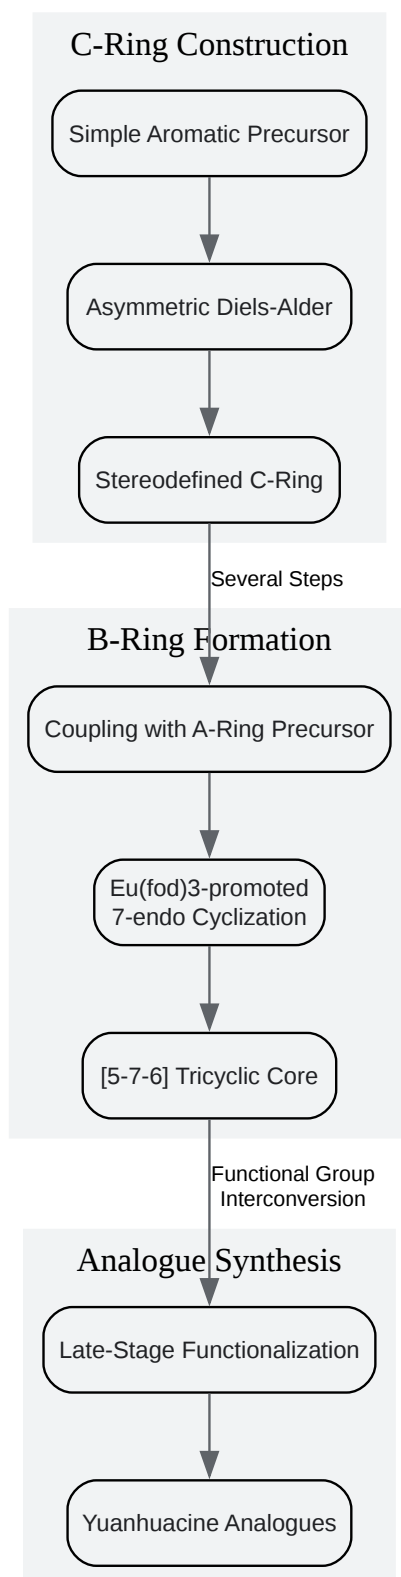 C-Ring Construction
Simple Aromatic Precursor
Asymmetric Diels-Alder
Stereodefined C-Ring
Several Steps
B-Ring Formation
Coupling with A-Ring Precursor
Eu(fod)3-promoted
7-endo Cyclization
[5-7-6] Tricyclic Core
Functional Group
Interconversion
Analogue Synthesis
Late-Stage Functionalization
Yuanhuacine Analogues